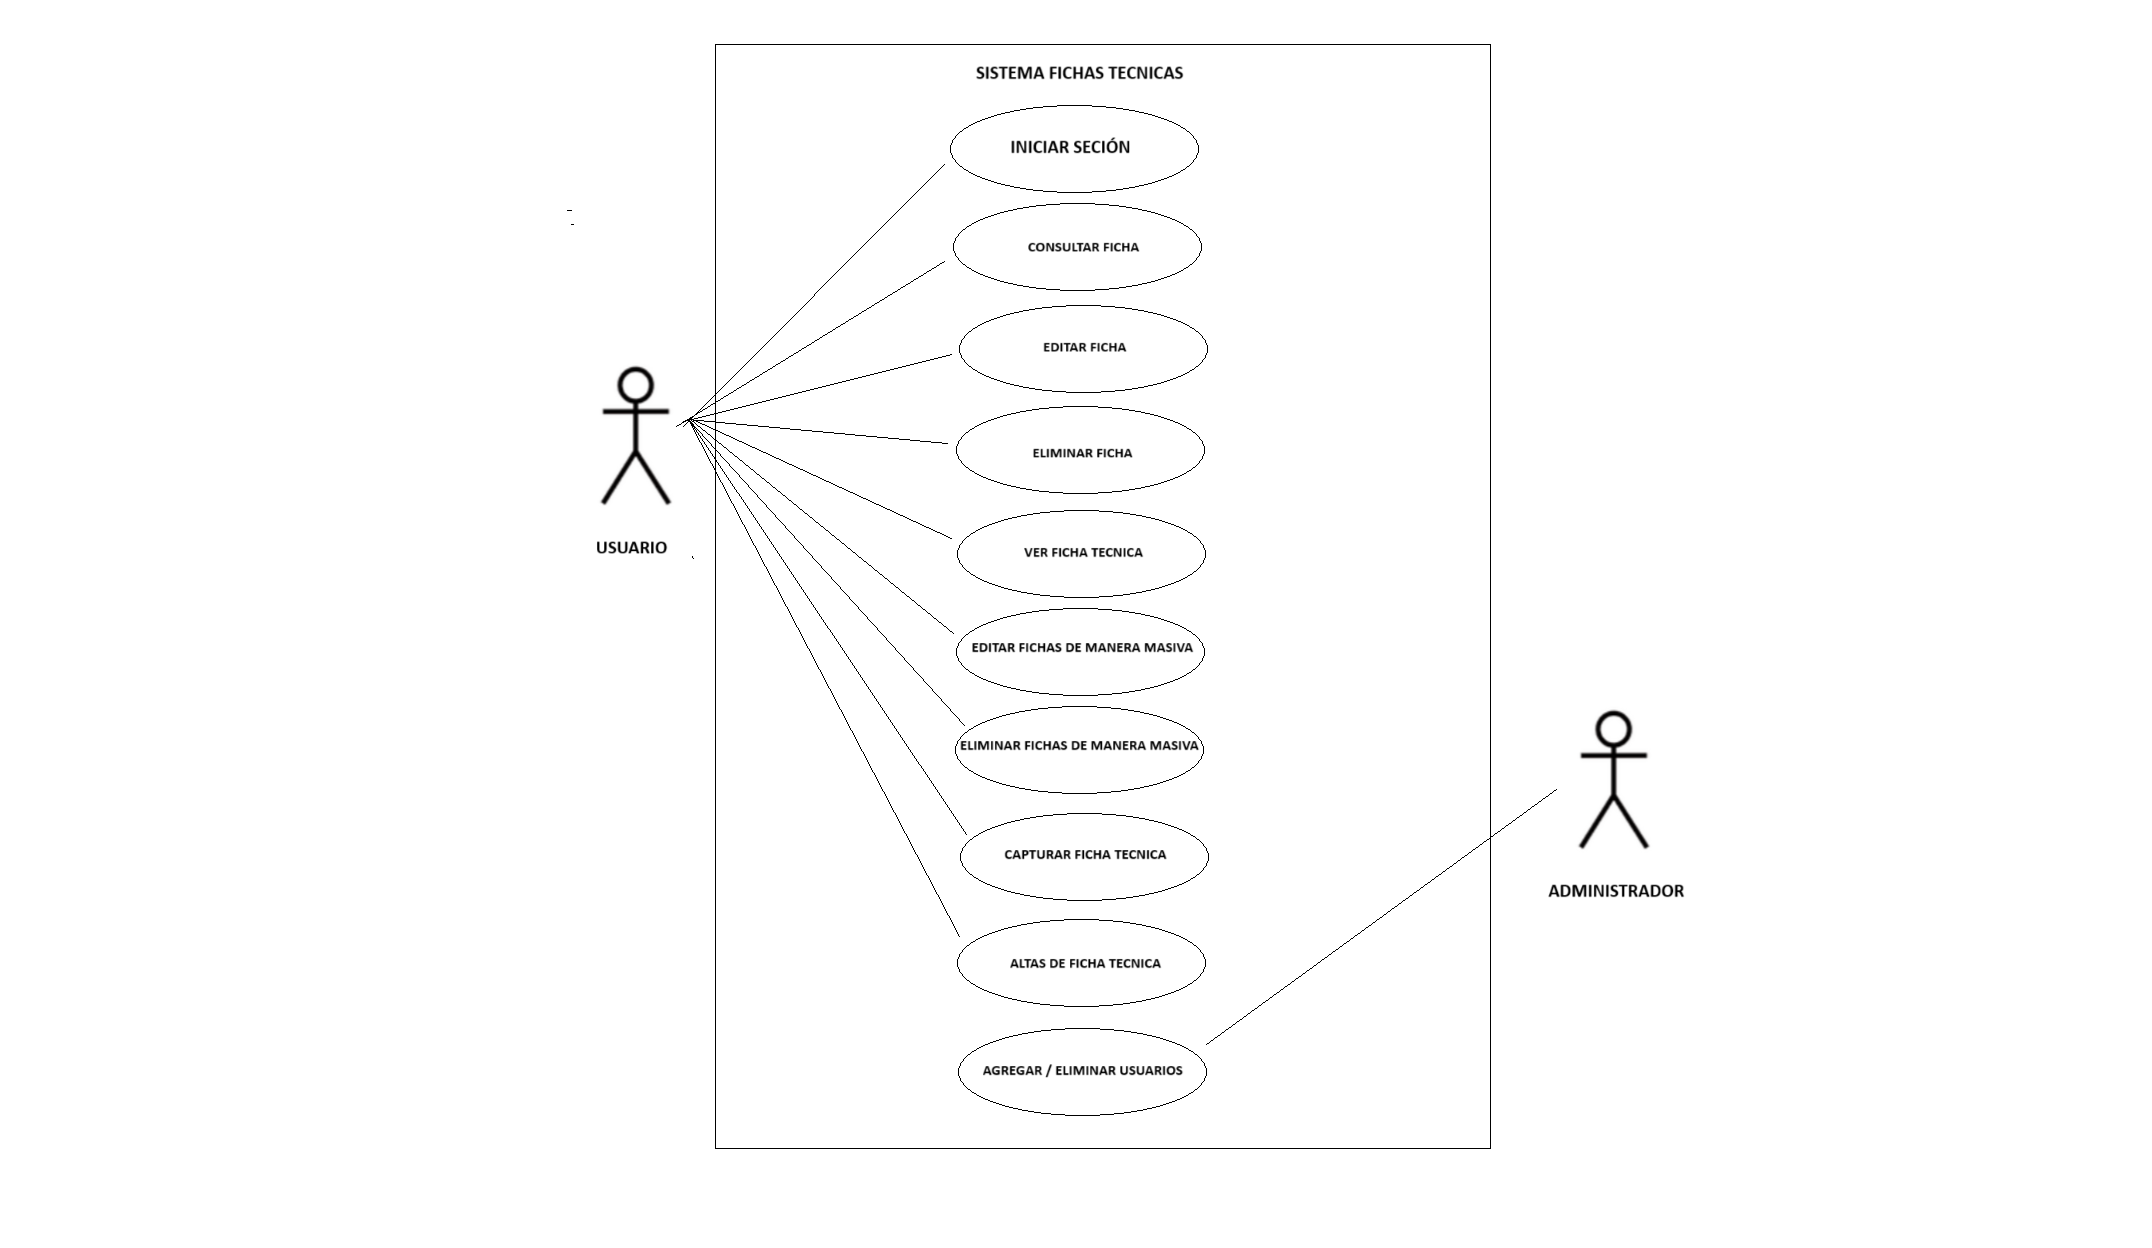 SISTEMA FICHAS TECNICAS
INICIAR SECIÓN
CONSULTAR FICHA
EDITAR FICHA
ELIMINAR FICHA
USUARIO
VER FICHA TECNICA
EDITAR FICHAS DE MANERA MASIVA
ELIMINAR FICHAS DE MANERA MASIVA
CAPTURAR FICHA TECNICA
ADMINISTRADOR
ALTAS DE FICHA TECNICA
AGREGAR / ELIMINAR USUARIOS